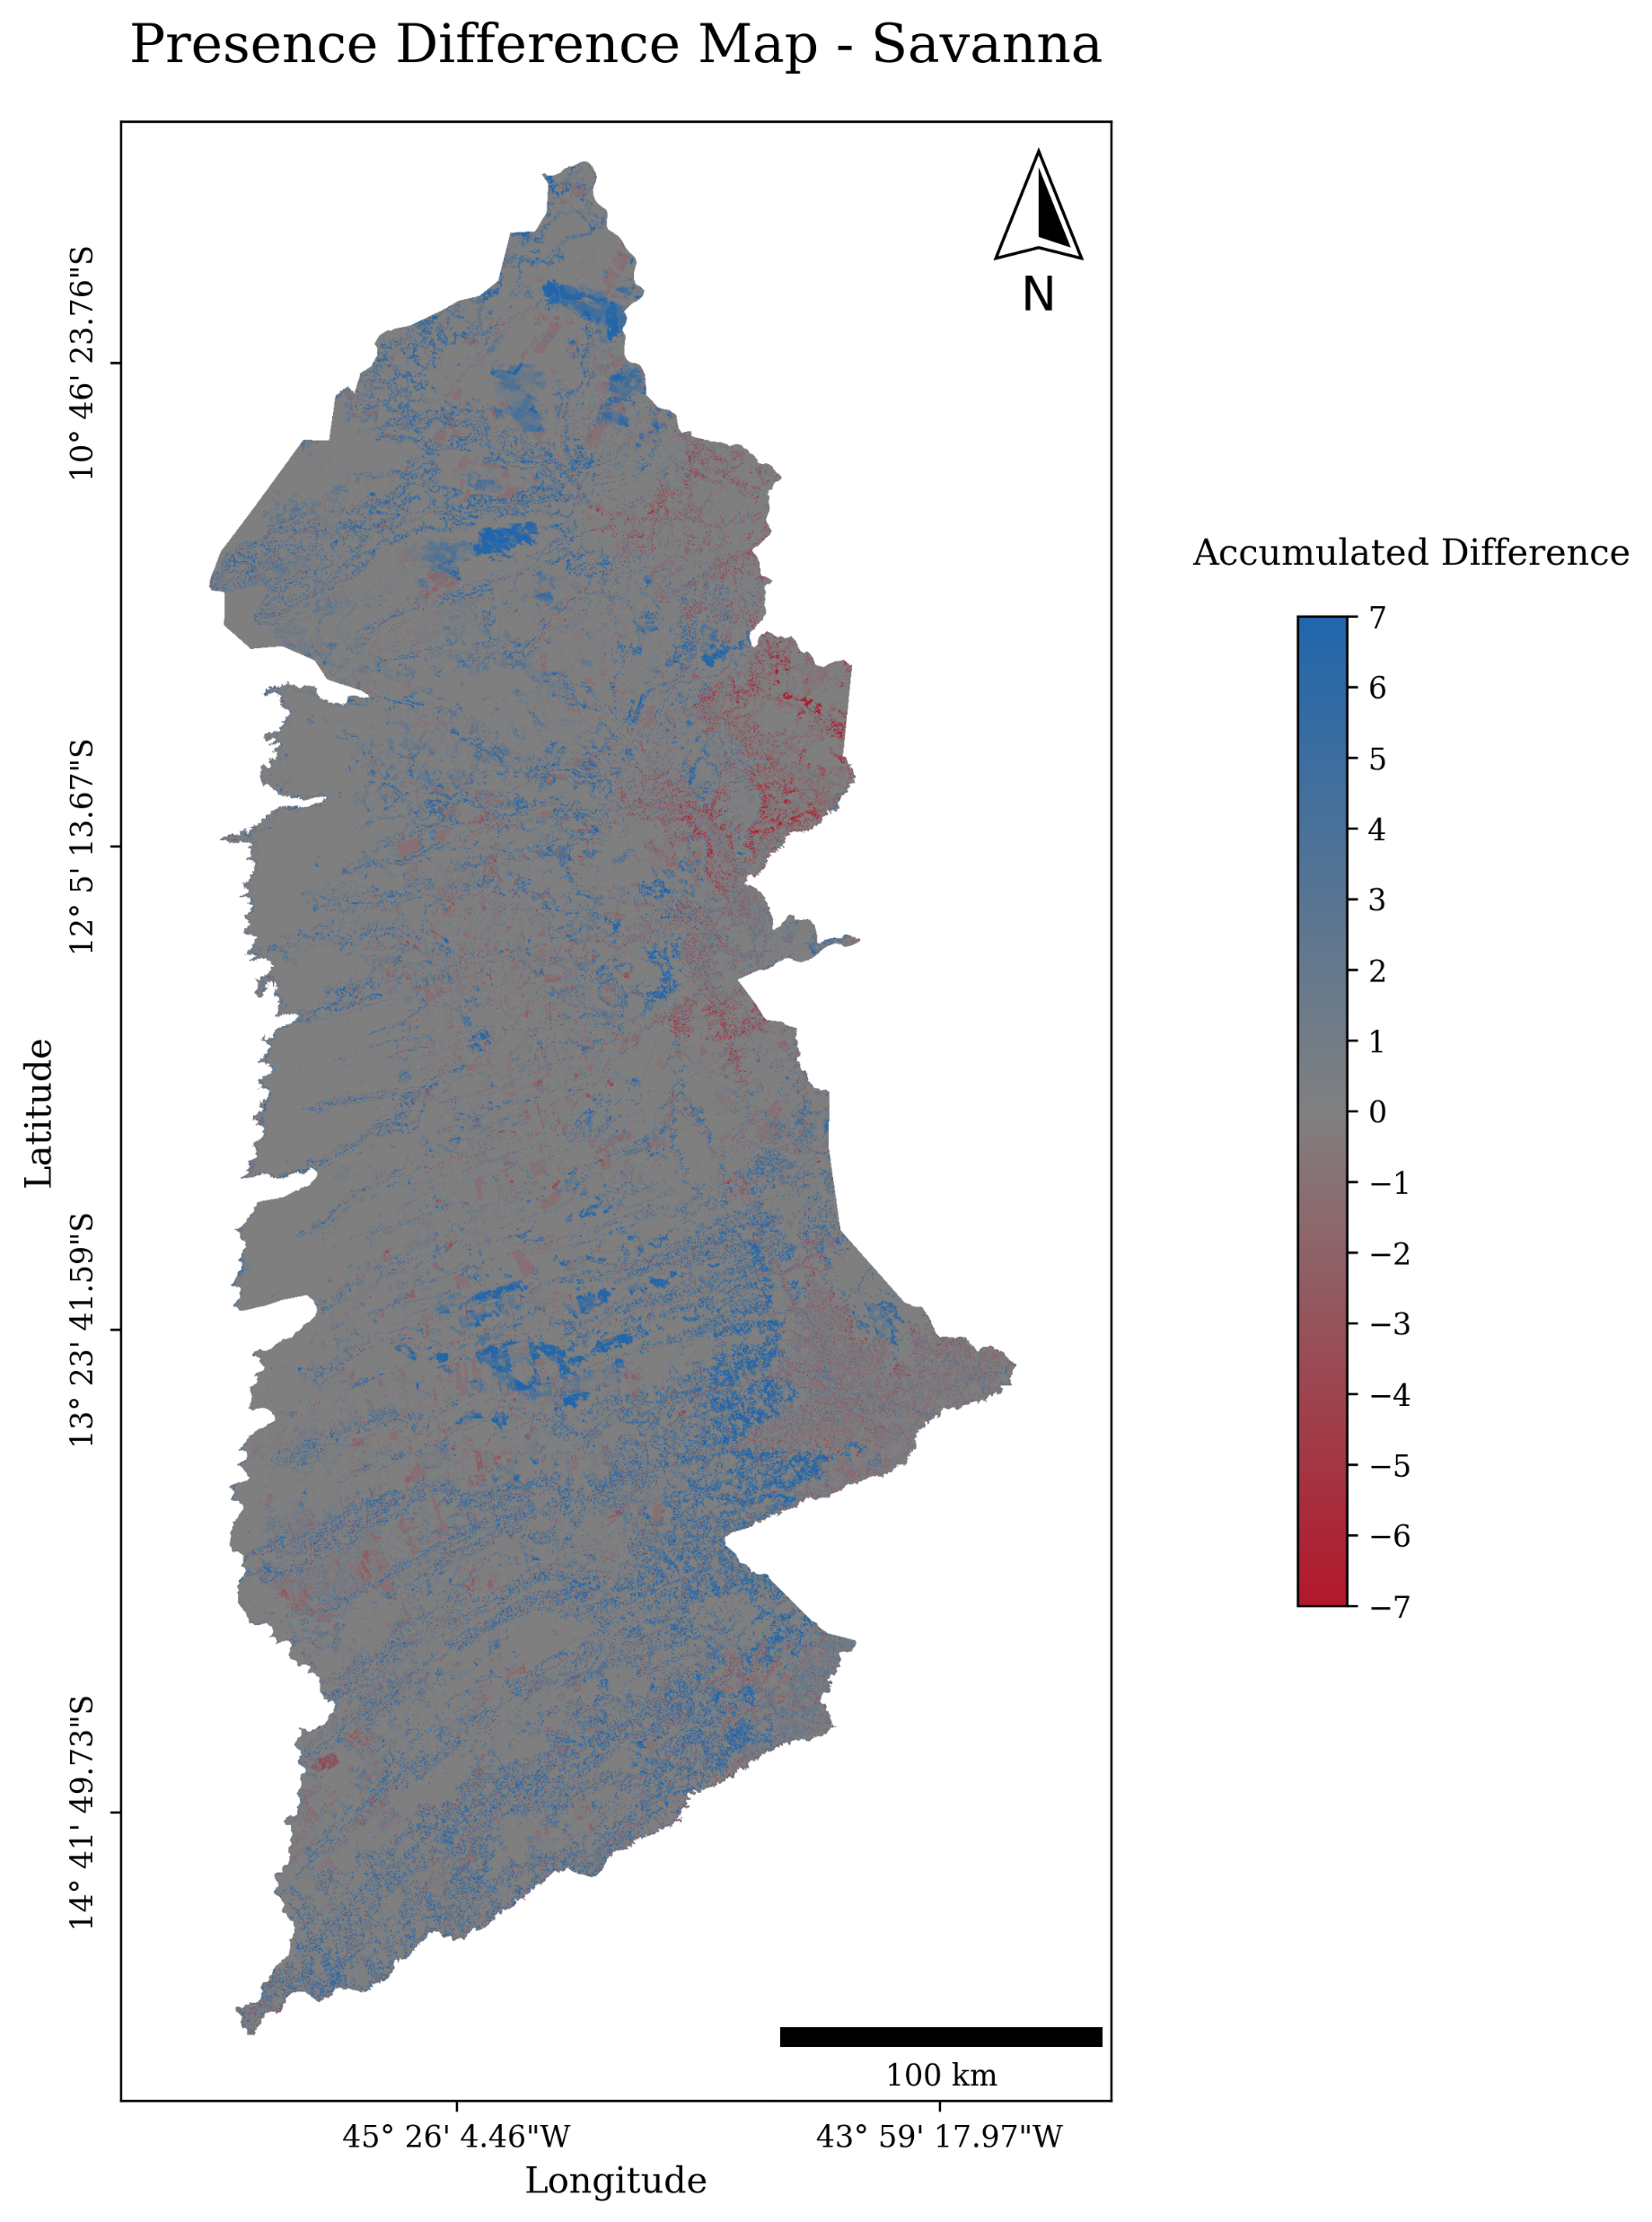 Presence Difference Map - Savanna
N
10° 46' 23.76"S
12° 5' 13.67"S
13° 23' 41.59"S
14° 41' 49.73"S
Latitude
100 km
45° 26' 4.46"W
43° 59' 17.97"W
Longitude
Accumulated Difference
7
6
5
4
3
2
1
0
−1
−2
−3
−4
−5
−6
−7